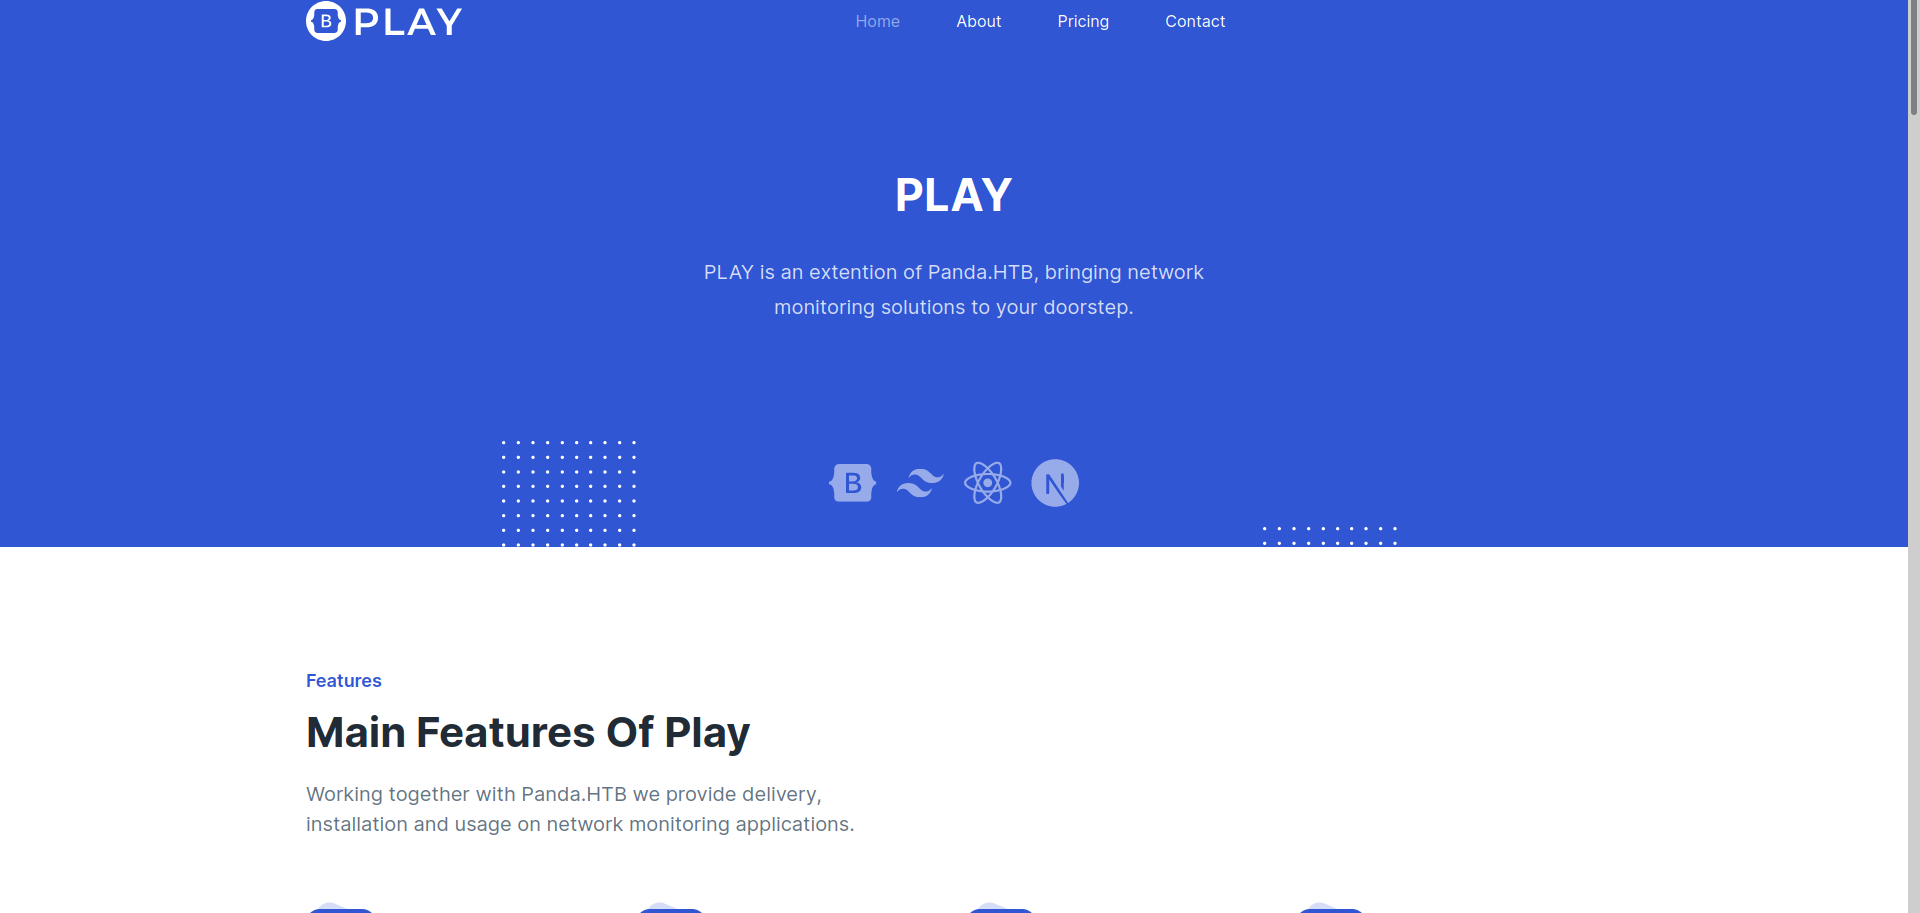 B PLAY
Home About Pricing Contact
PLAY
PLAY is an extention of Panda.HTB, bringing network
monitoring solutions to your doorstep.
B N
Features
Main Features Of Play
Working together with Panda.HTB we provide delivery,
installation and usage on network monitoring applications.